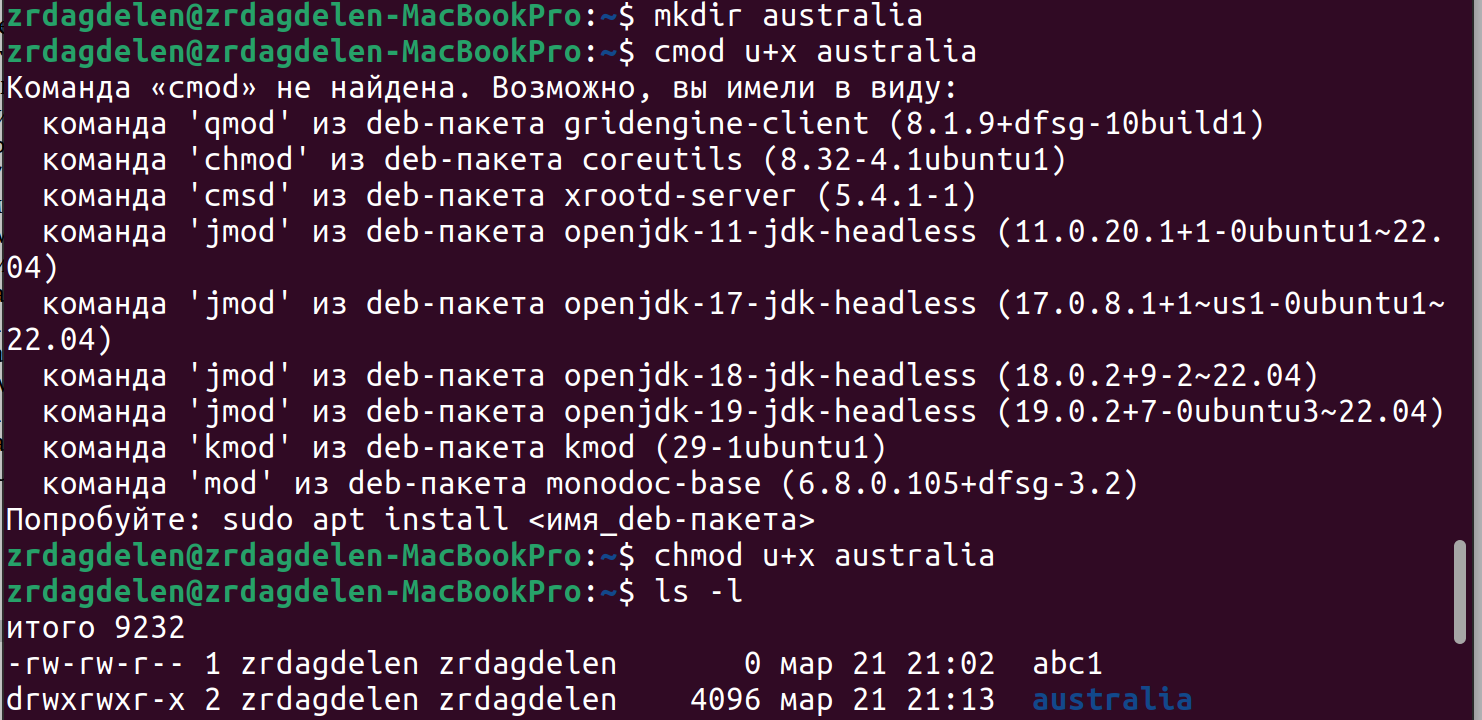 zrdagdelen@zrdagdelen-MacBookPro:~$ mkdir australia
zrdagdelen@zrdagdelen-MacBookPro:~$ cmod u+x australia
Команда «cmod» не найдена. Возможно, вы имели в виду:
  команда 'qmod' из deb-пакета gridengine-client (8.1.9+dfsg-10build1)
  команда 'chmod' из deb-пакета coreutils (8.32-4.1ubuntu1)
  команда 'cmsd' из deb-пакета xrootd-server (5.4.1-1)
  команда 'jmod' из deb-пакета openjdk-11-jdk-headless (11.0.20.1+1-0ubuntu1~22.
04)
  команда 'jmod' из deb-пакета openjdk-17-jdk-headless (17.0.8.1+1~us1-0ubuntu1~
22.04)
  команда 'jmod' из deb-пакета openjdk-18-jdk-headless (18.0.2+9-2~22.04)
  команда 'jmod' из deb-пакета openjdk-19-jdk-headless (19.0.2+7-0ubuntu3~22.04)
  команда 'kmod' из deb-пакета kmod (29-1ubuntu1)
  команда 'mod' из deb-пакета monodoc-base (6.8.0.105+dfsg-3.2)
Попробуйте: sudo apt install <имя_deb-пакета>
zrdagdelen@zrdagdelen-MacBookPro:~$ chmod u+x australia
zrdagdelen@zrdagdelen-MacBookPro:~$ ls -l
итого 9232
-rw-rw-r-- 1 zrdagdelen zrdagdelen       0 мар 21 21:02  abc1
drwxrwxr-x 2 zrdagdelen zrdagdelen    4096 мар 21 21:13  australia